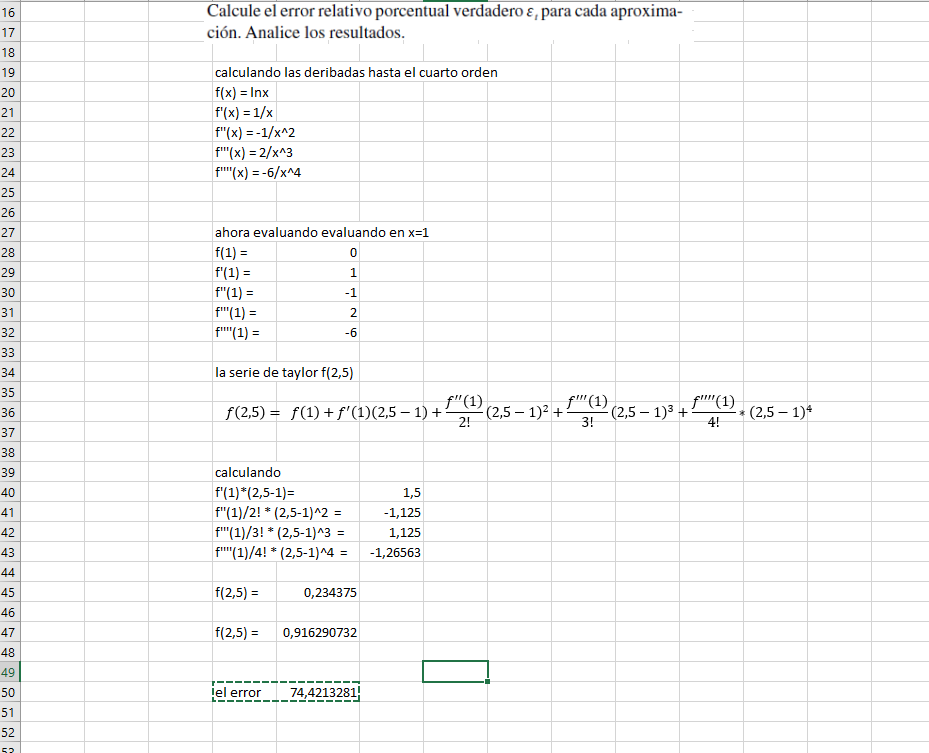 16 Calcule el error relativo porcentual verdadero εt para cada aproxima-
17 ción. Analice los resultados.
18
19 calculando las deribadas hasta el cuarto orden
20 f(x) = lnx
21 f'(x) = 1/x
22 f''(x) = -1/x^2
23 f'''(x) = 2/x^3
24 f''''(x) = -6/x^4
25
26
27 ahora evaluando evaluando en x=1
28 f(1) = 0
29 f'(1) = 1
30 f''(1) = -1
31 f'''(1) = 2
32 f''''(1) = -6
33
34 la serie de taylor f(2,5)
35
36 f(2,5) = f(1) + f′(1)(2,5 − 1) + f′′(1)/2! (2,5 − 1)² + f′′′(1)/3! (2,5 − 1)³ + f′′′′(1)/4! ∗ (2,5 − 1)⁴
37
38
39 calculando
40 f'(1)*(2,5-1)= 1,5
41 f''(1)/2! * (2,5-1)^2 = -1,125
42 f'''(1)/3! * (2,5-1)^3 = 1,125
43 f''''(1)/4! * (2,5-1)^4 = -1,26563
44
45 f(2,5) = 0,234375
46
47 f(2,5) = 0,916290732
48
49
50 el error 74,4213281
51
52
53